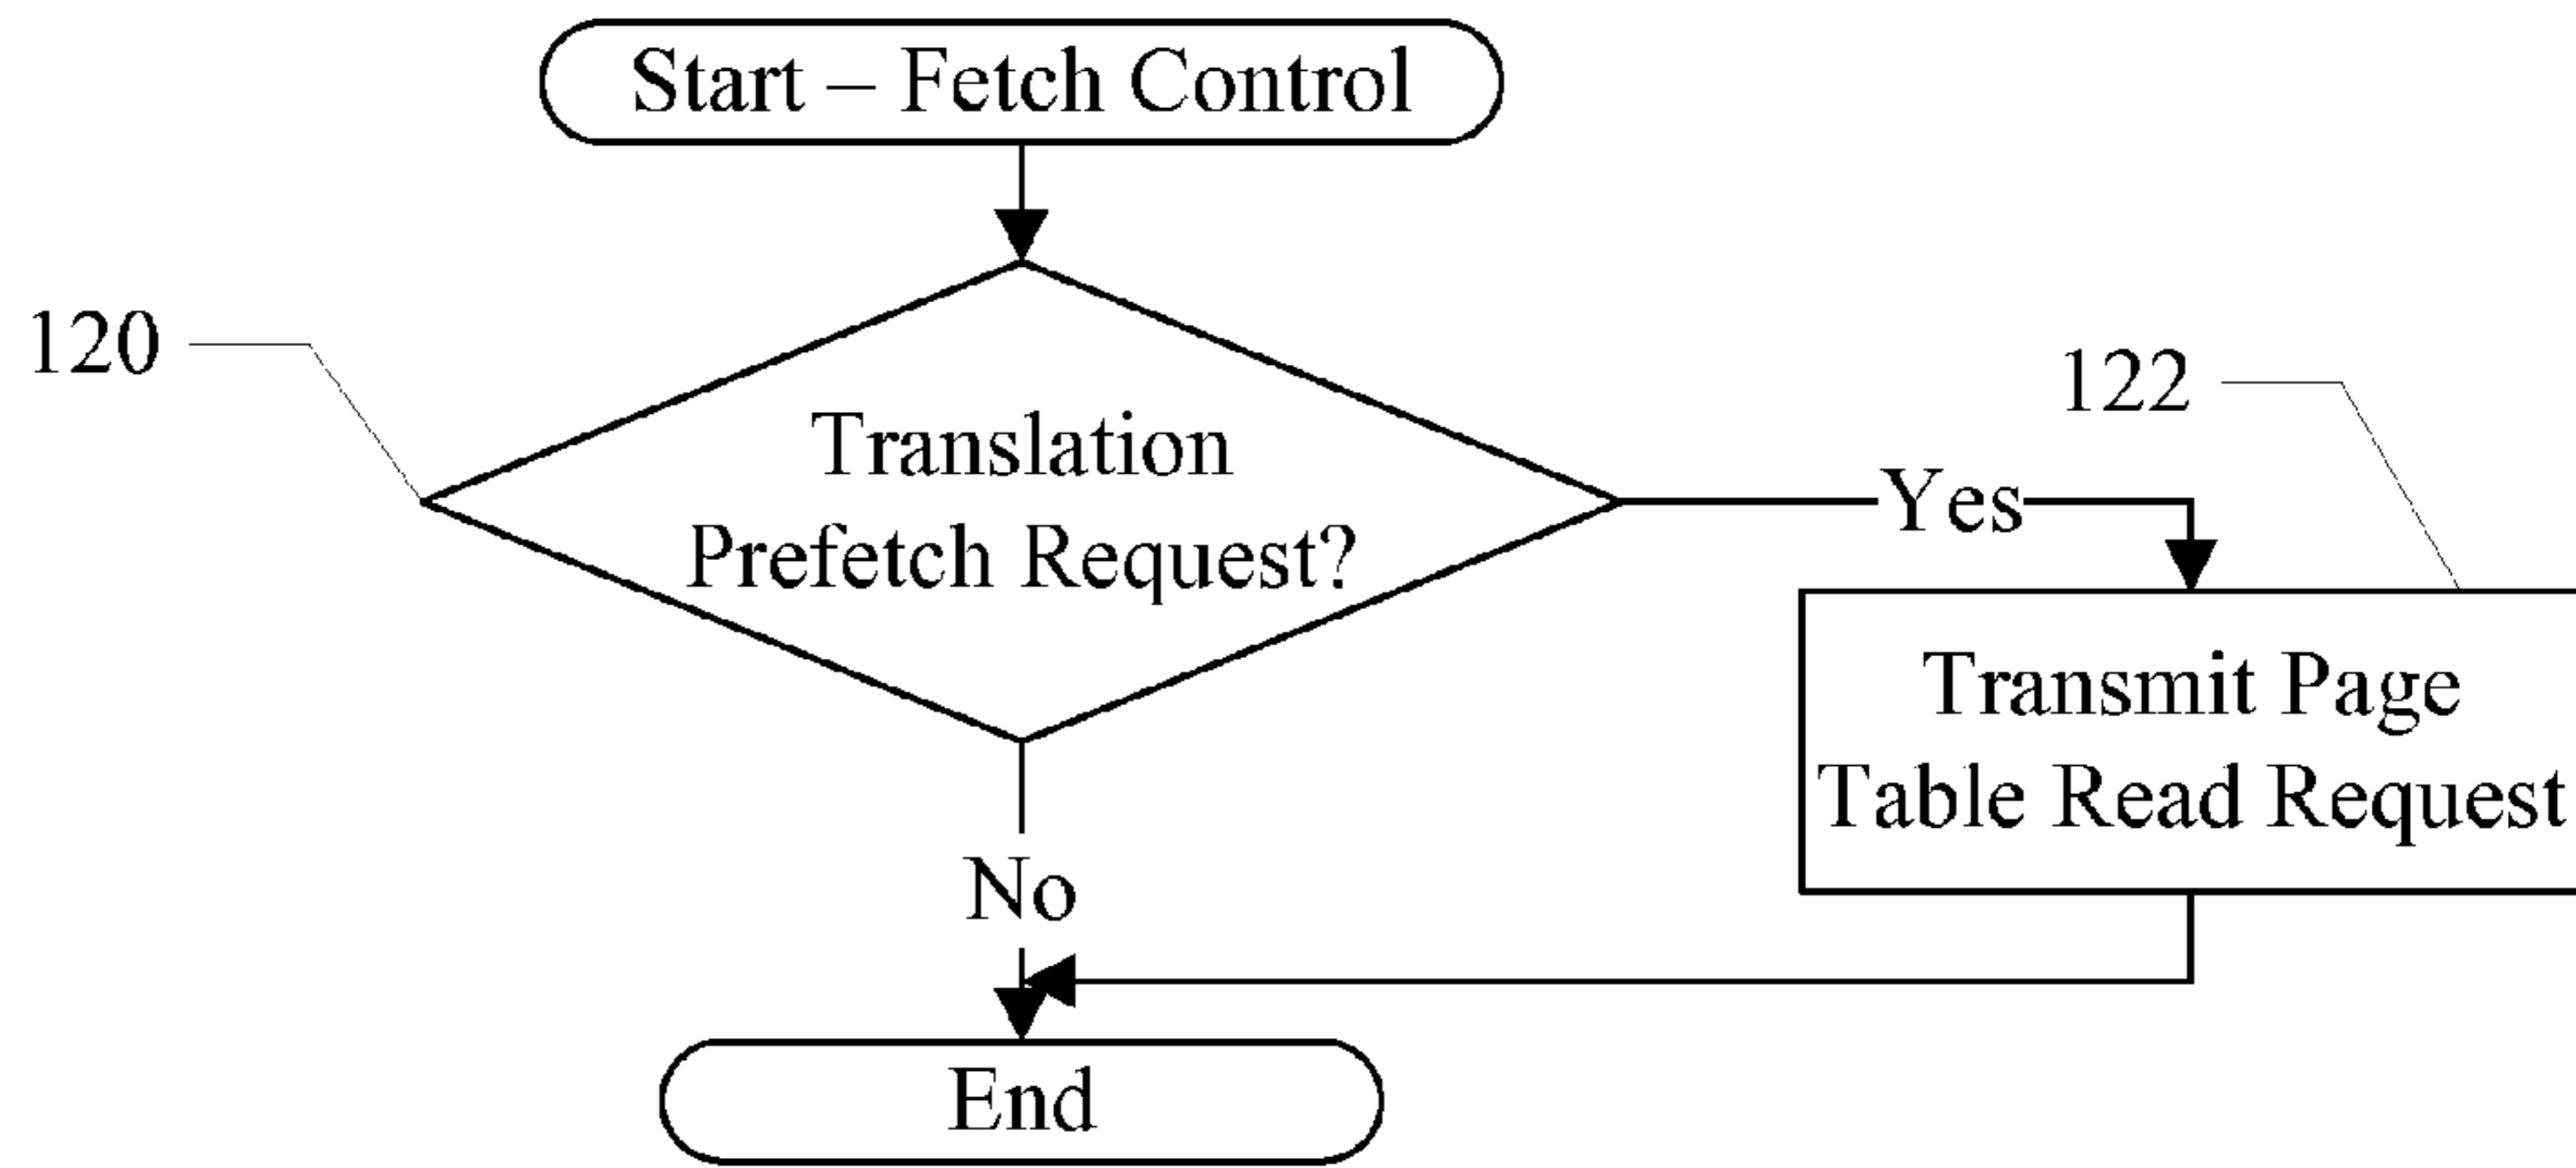 Start – Fetch Control
120
Translation
Prefetch Request?
122
Yes
Transmit Page
Table Read Request
No
End